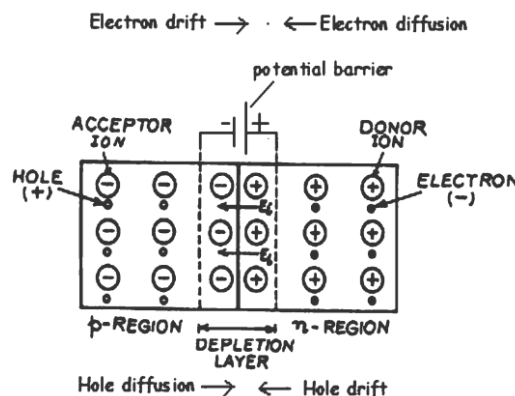 Electron drift → ← Electron diffusion
potential barrier
- +
ACCEPTOR
ION
DONOR
ION
HOLE
(+)
ELECTRON
(-)
- - - + + +
E
- - - + + +
E
- - - + + +
p-REGION
n-REGION
DEPLETION
LAYER
Hole diffusion → ← Hole drift